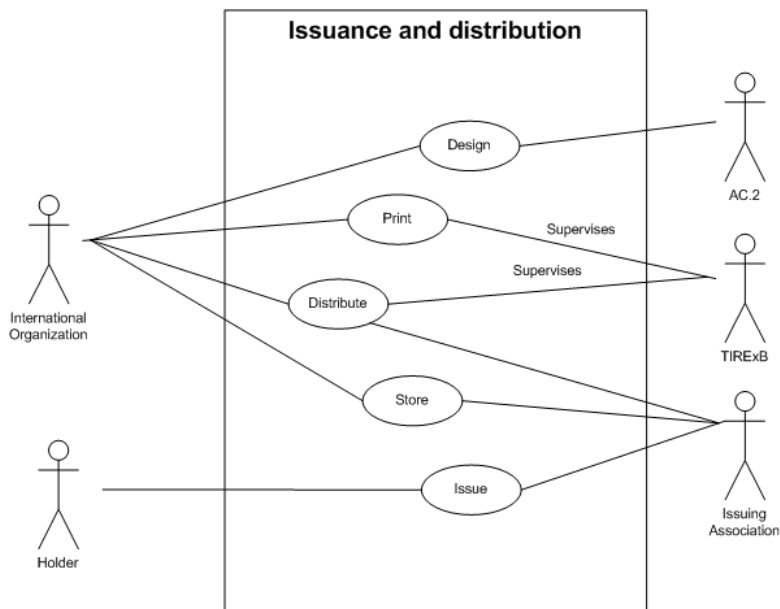 Issuance and distribution
Design
AC.2
Print
Supervises
Supervises
International
Organization
Distribute
TIRExB
Store
Issue
Issuing
Association
Holder